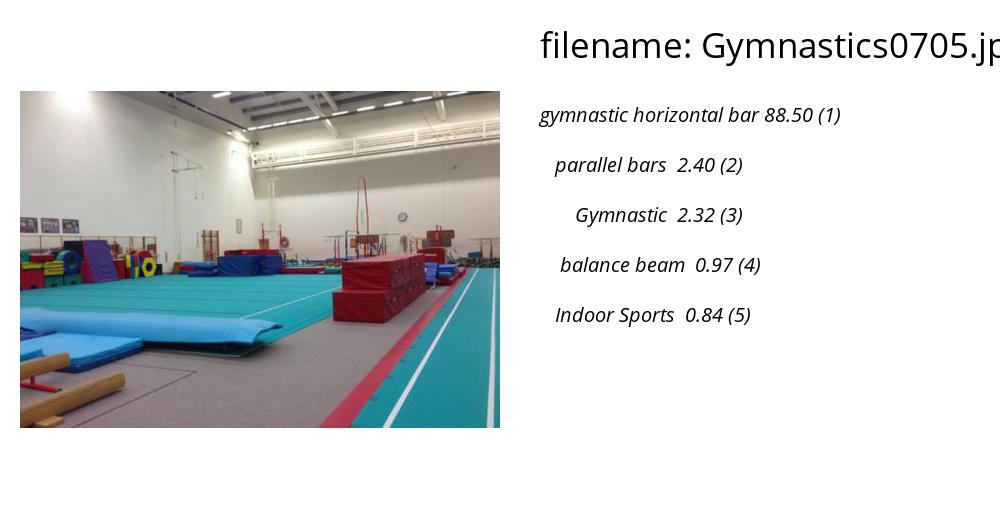 filename: Gymnastics0705.jp
gymnastic horizontal bar 88.50 (1)
parallel bars 2.40 (2)
Gymnastic 2.32 (3)
balance beam 0.97 (4)
Indoor Sports 0.84 (5)